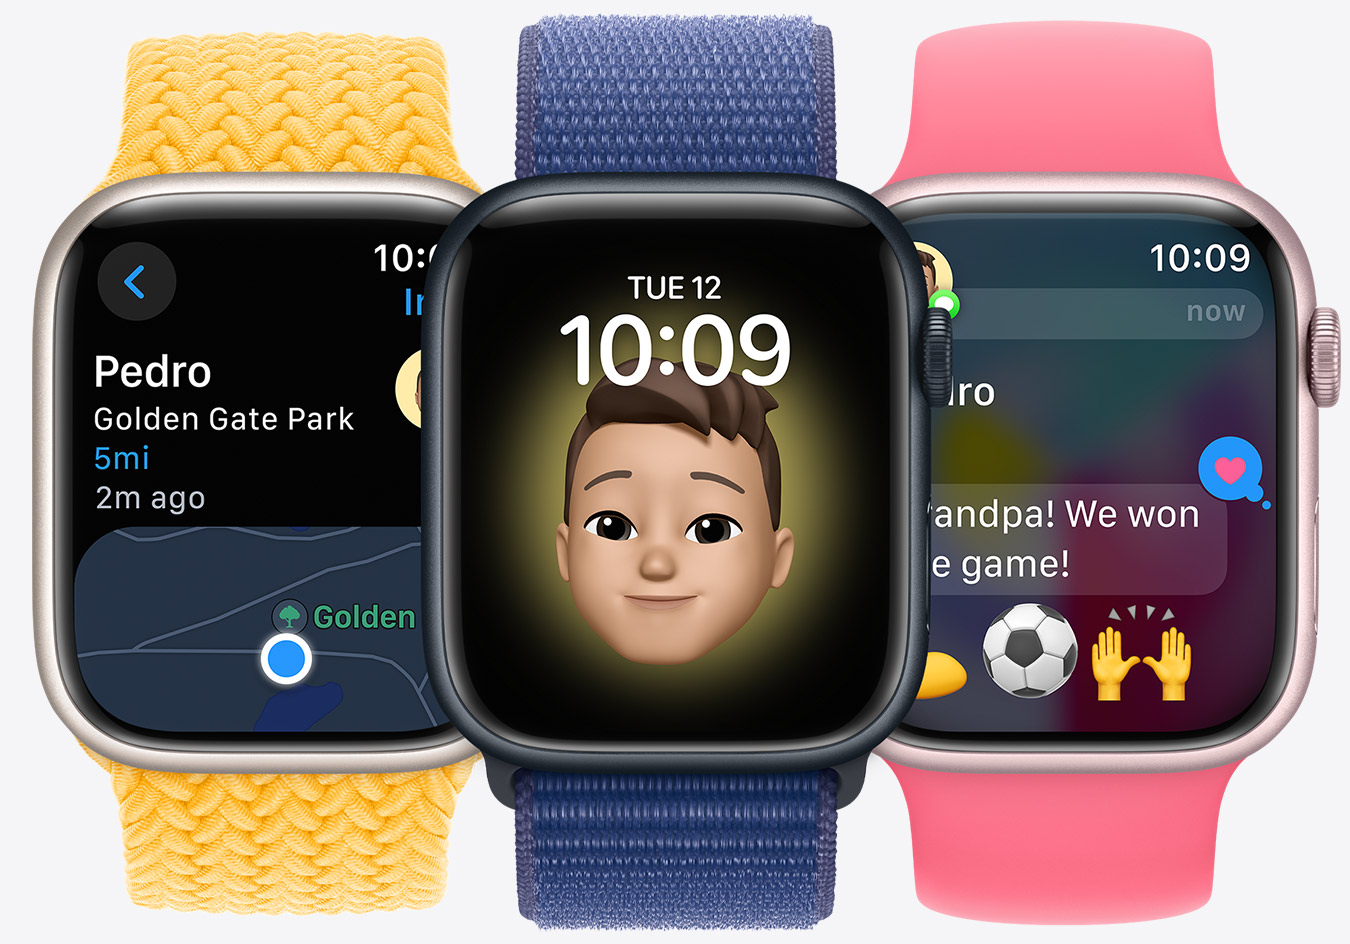 10:0
Pedro
Golden Gate Park
5mi
2m ago
Golden
TUE 12
10:09
10:09
now
dro
andpa! We won
e game!